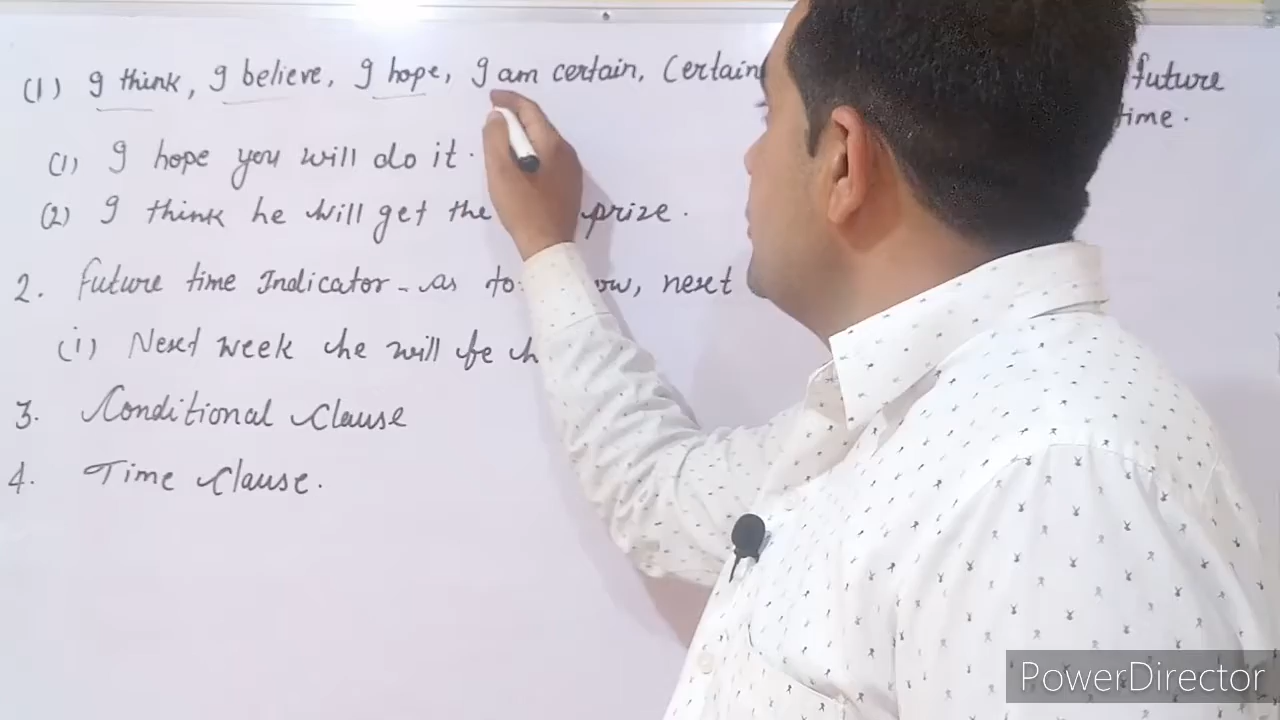 (1) I think, I believe, I hope, I am certain, Certain future
time.
(1) I hope you will do it.
(2) I think he will get the prize.
2. Future time Indicator - as to ow, next
(i) Next week he will be
3. Conditional Clause
4. Time Clause.
PowerDirector